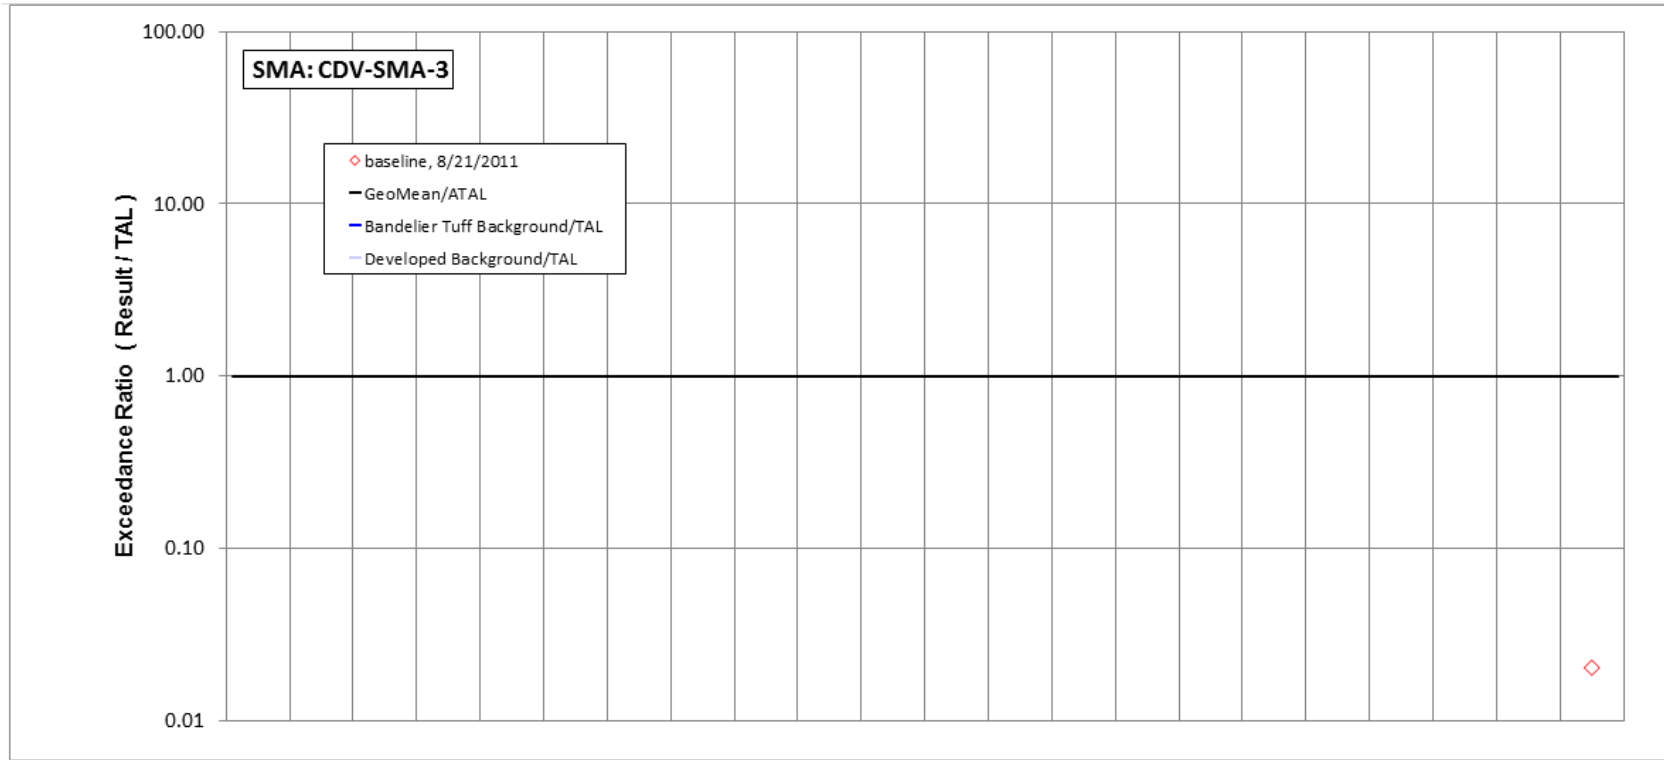 100.00
SMA: CDV-SMA-3
baseline, 8/21/2011
GeoMean/ATAL
Bandelier Tuff Background/TAL
Developed Background/TAL
Exceedance Ratio ( Result / TAL )
10.00
1.00
0.10
0.01